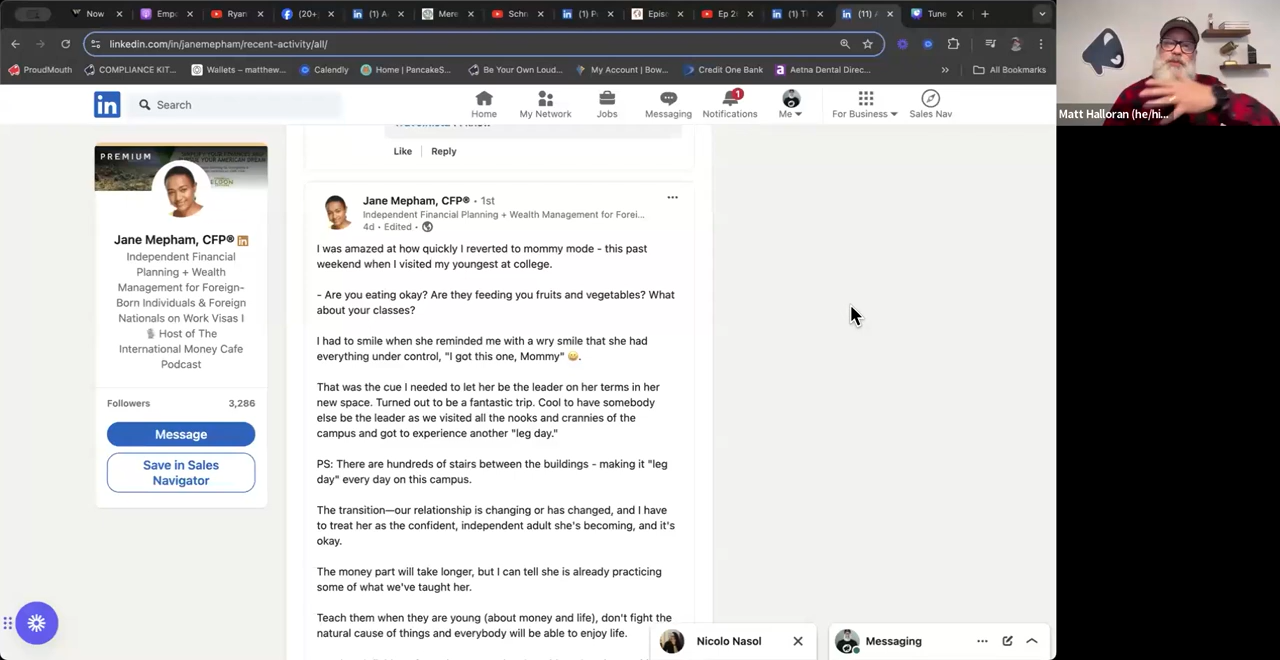 Now
Empo
Ryan
(20+)
(1) A
Mere
Schn
(1) P
Episo
Ep 2
(1) T
(11) /
Tune
linkedin.com/in/janemepham/recent-activity/all/
ProudMouth
COMPLIANCE KIT...
Wallets – matthew...
Calendly
Home | PancakeS...
Be Your Own Loud...
My Account | Bow...
Credit One Bank
Aetna Dental Direc...
All Bookmarks
Search
1
Home
My Network
Jobs
Messaging
Notifications
Me
For Business
Sales Nav
Matt Halloran (he/hi...
Like
Reply
PREMIUM
Jane Mepham, CFP®
Independent Financial
Planning + Wealth
Management for Foreign-
Born Individuals & Foreign
Nationals on Work Visas I
🎙 Host of The
International Money Cafe
Podcast
Followers 3,286
Message
Save in Sales
Navigator
Jane Mepham, CFP® • 1st
Independent Financial Planning + Wealth Management for Forei...
4d • Edited •
I was amazed at how quickly I reverted to mommy mode - this past
weekend when I visited my youngest at college.
- Are you eating okay? Are they feeding you fruits and vegetables? What
about your classes?
I had to smile when she reminded me with a wry smile that she had
everything under control, "I got this one, Mommy" 😄.
That was the cue I needed to let her be the leader on her terms in her
new space. Turned out to be a fantastic trip. Cool to have somebody
else be the leader as we visited all the nooks and crannies of the
campus and got to experience another "leg day."
PS: There are hundreds of stairs between the buildings - making it "leg
day" every day on this campus.
The transition—our relationship is changing or has changed, and I have
to treat her as the confident, independent adult she's becoming, and it's
okay.
The money part will take longer, but I can tell she is already practicing
some of what we've taught her.
Teach them when they are young (about money and life), don't fight the
natural cause of things and everybody will be able to enjoy life.
Nicolo Nasol
Messaging